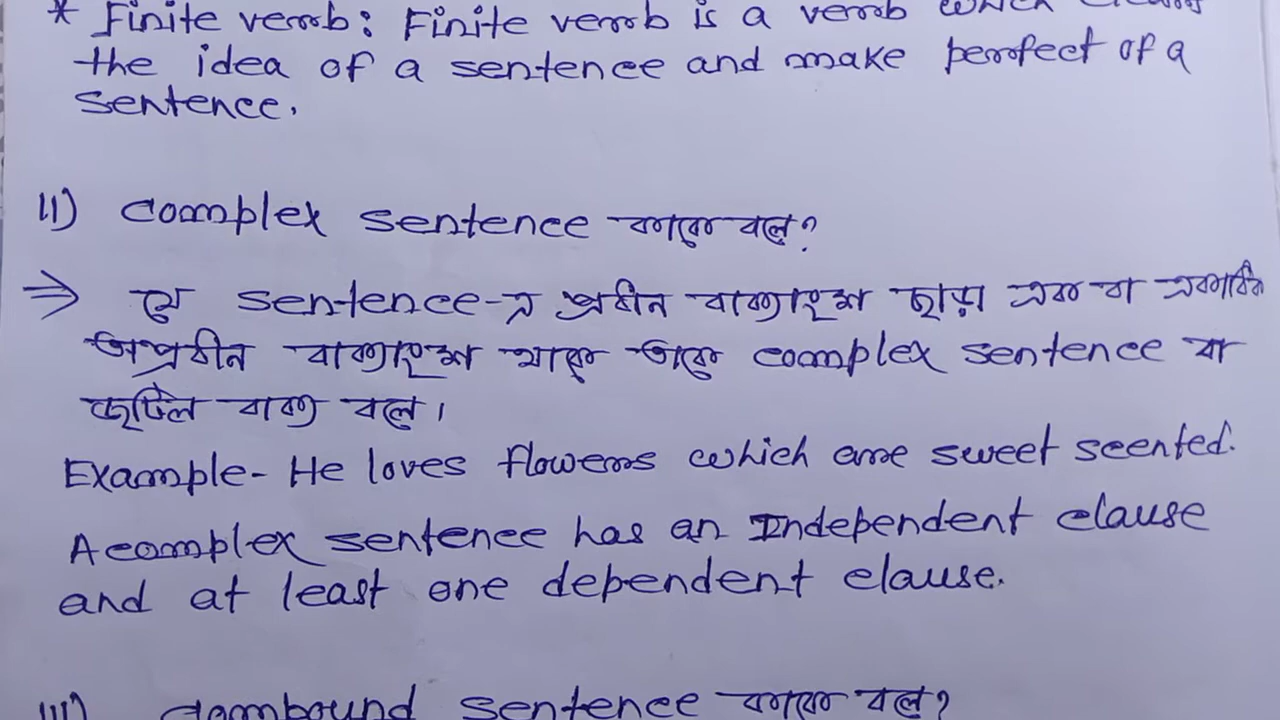 * Finite verb: Finite verb is a verb which
the idea of a sentence and make perfect of a
sentence.
II) complex sentence কাকে বলে?
⇒ যে sentence-এ প্রধান বাক্যাংশ ছাড়া এক বা একাধিক
অপ্রধান বাক্যাংশ থাকে তাকে complex sentence বা
জটিল বাক্য বলে।
Example- He loves flowers which are sweet scented.
A complex sentence has an Independent clause
and at least one dependent clause.
III) compound sentence কাকে বলে?